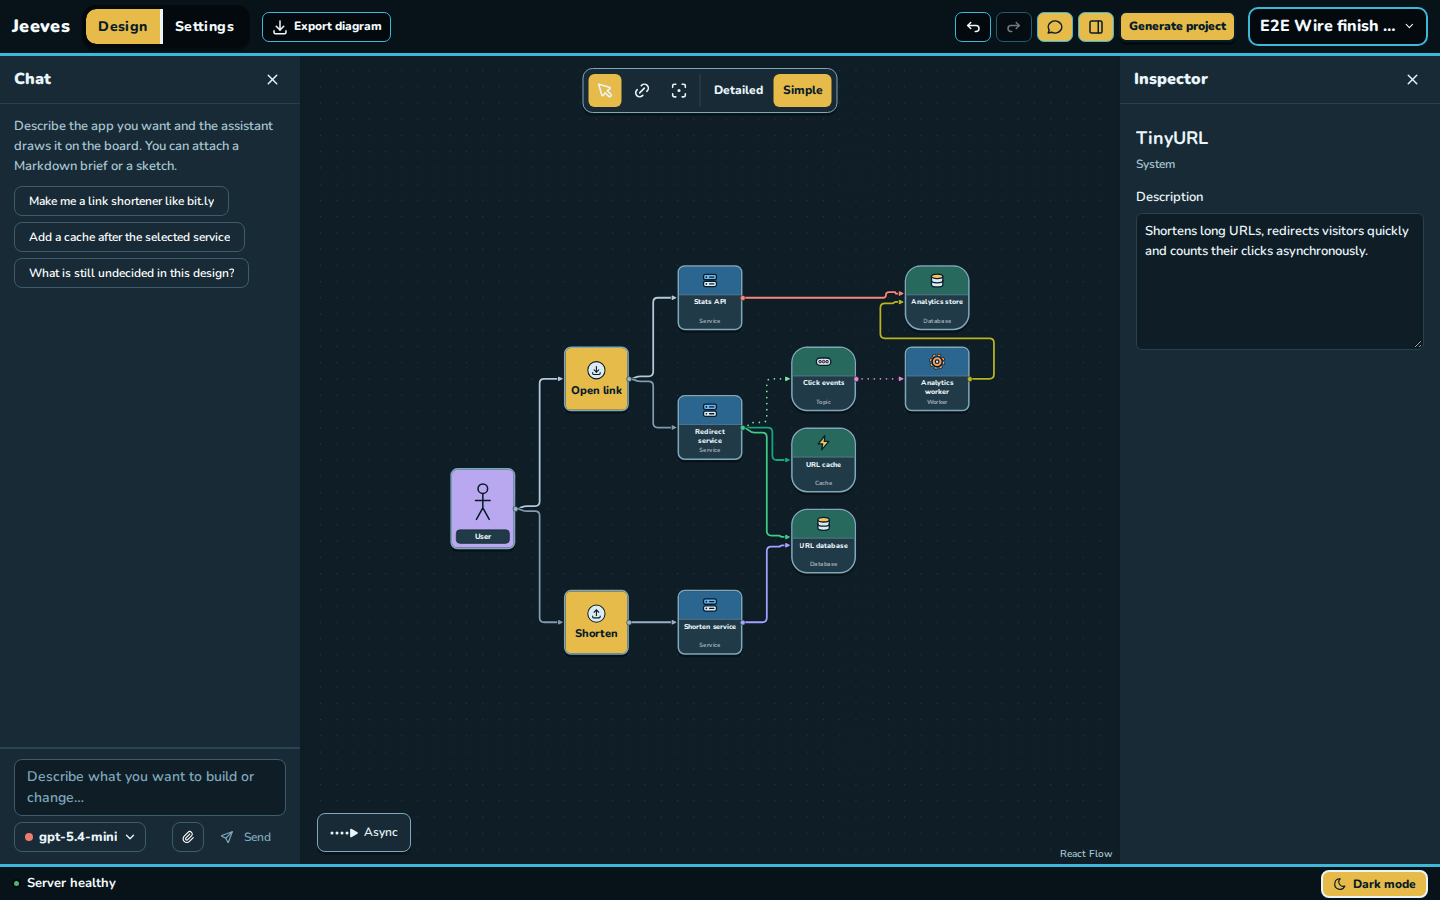 Jeeves
Design
Settings
Export diagram
Generate project
E2E Wire finish ...
Chat
Describe the app you want and the assistant
draws it on the board. You can attach a
Markdown brief or a sketch.
Make me a link shortener like bit.ly
Add a cache after the selected service
What is still undecided in this design?
Describe what you want to build or
change...
gpt-5.4-mini
Send
Detailed
Simple
Stats API
Service
Analytics store
Database
Open link
Click events
Topic
Analytics
worker
Worker
Redirect
service
Service
URL cache
Cache
User
URL database
Database
Shorten
Shorten service
Service
Async
React Flow
Inspector
TinyURL
System
Description
Shortens long URLs, redirects visitors quickly
and counts their clicks asynchronously.
Server healthy
Dark mode